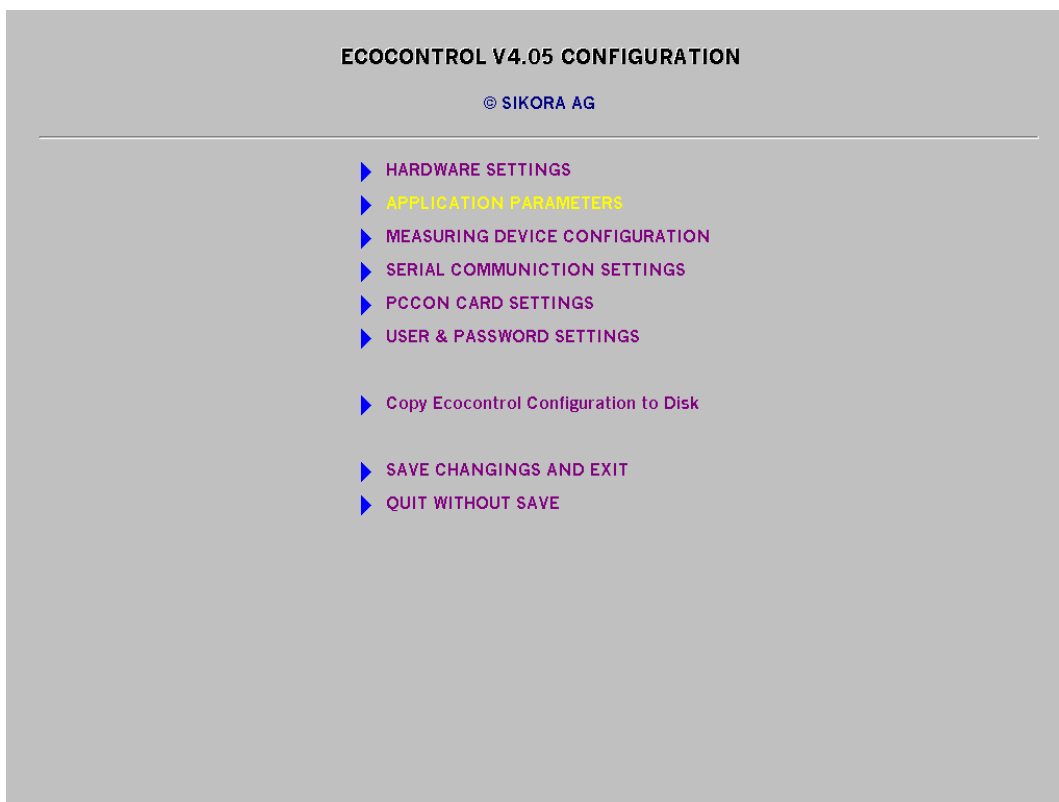 ECOCONTROL V4.05 CONFIGURATION
© SIKORA AG
HARDWARE SETTINGS
APPLICATION PARAMETERS
MEASURING DEVICE CONFIGURATION
SERIAL COMMUNICTION SETTINGS
PCCON CARD SETTINGS
USER & PASSWORD SETTINGS
Copy Ecocontrol Configuration to Disk
SAVE CHANGINGS AND EXIT
QUIT WITHOUT SAVE